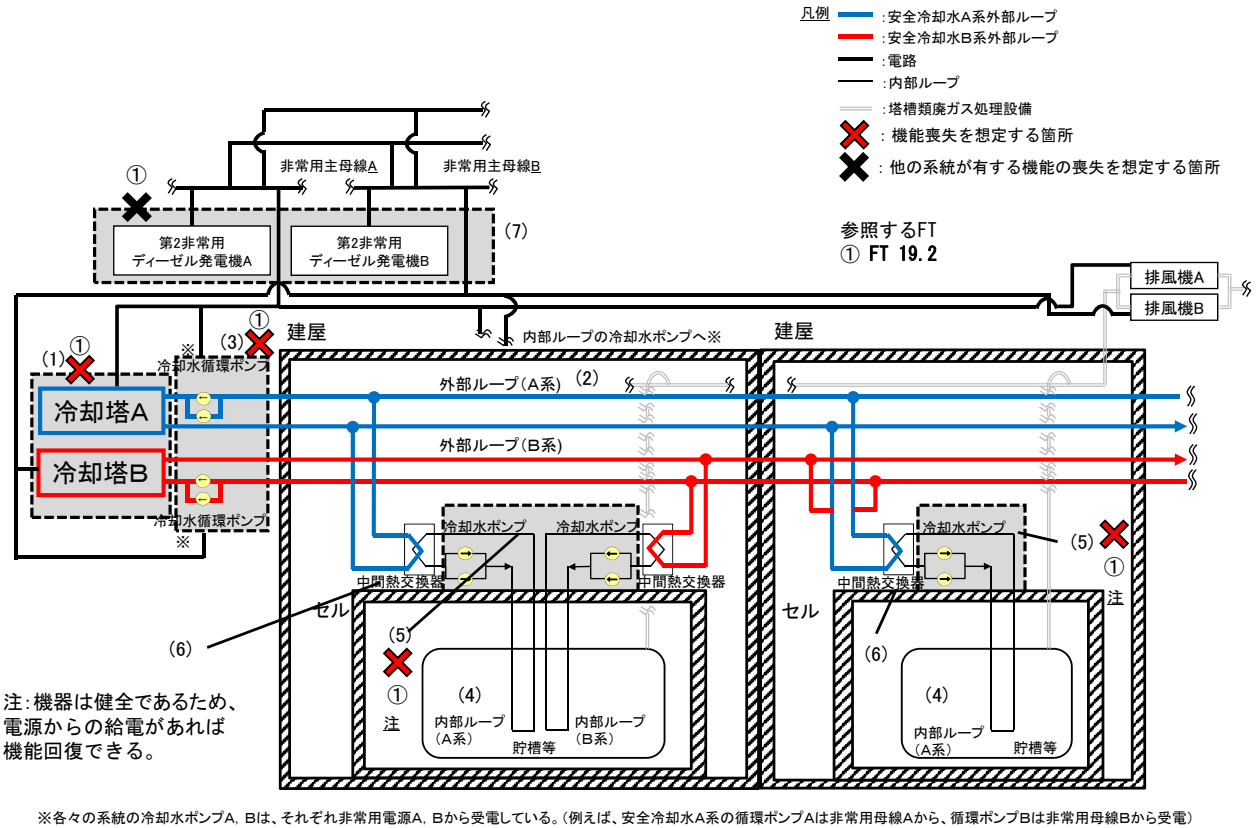 凡例
:安全冷却水A系外部ループ
:安全冷却水B系外部ループ
:電路
:内部ループ
:塔槽類廃ガス処理設備
:機能喪失を想定する箇所
:他の系統が有する機能の喪失を想定する箇所
参照するFT
① FT 19.2
非常用主母線A
非常用主母線B
①
第2非常用
ディーゼル発電機A
第2非常用
ディーゼル発電機B
(7)
排風機A
排風機B
建屋
内部ループの冷却水ポンプへ※
建屋
(1)
①
※
(3)
①
冷却水循環ポンプ
冷却塔A
冷却塔B
冷却水循環ポンプ
※
外部ループ(A系)
(2)
外部ループ(B系)
冷却水ポンプ
冷却水ポンプ
中間熱交換器
中間熱交換器
セル
(6)
(5)
①
注
(4)
内部ループ
(A系)
内部ループ
(B系)
貯槽等
冷却水ポンプ
(5)
①
注
中間熱交換器
セル
(6)
(4)
内部ループ
(A系)
貯槽等
注:機器は健全であるため、
電源からの給電があれば
機能回復できる。
※各々の系統の冷却水ポンプA, Bは、それぞれ非常用電源A, Bから受電している。(例えば、安全冷却水A系の循環ポンプAは非常用母線Aから、循環ポンプBは非常用母線Bから受電)